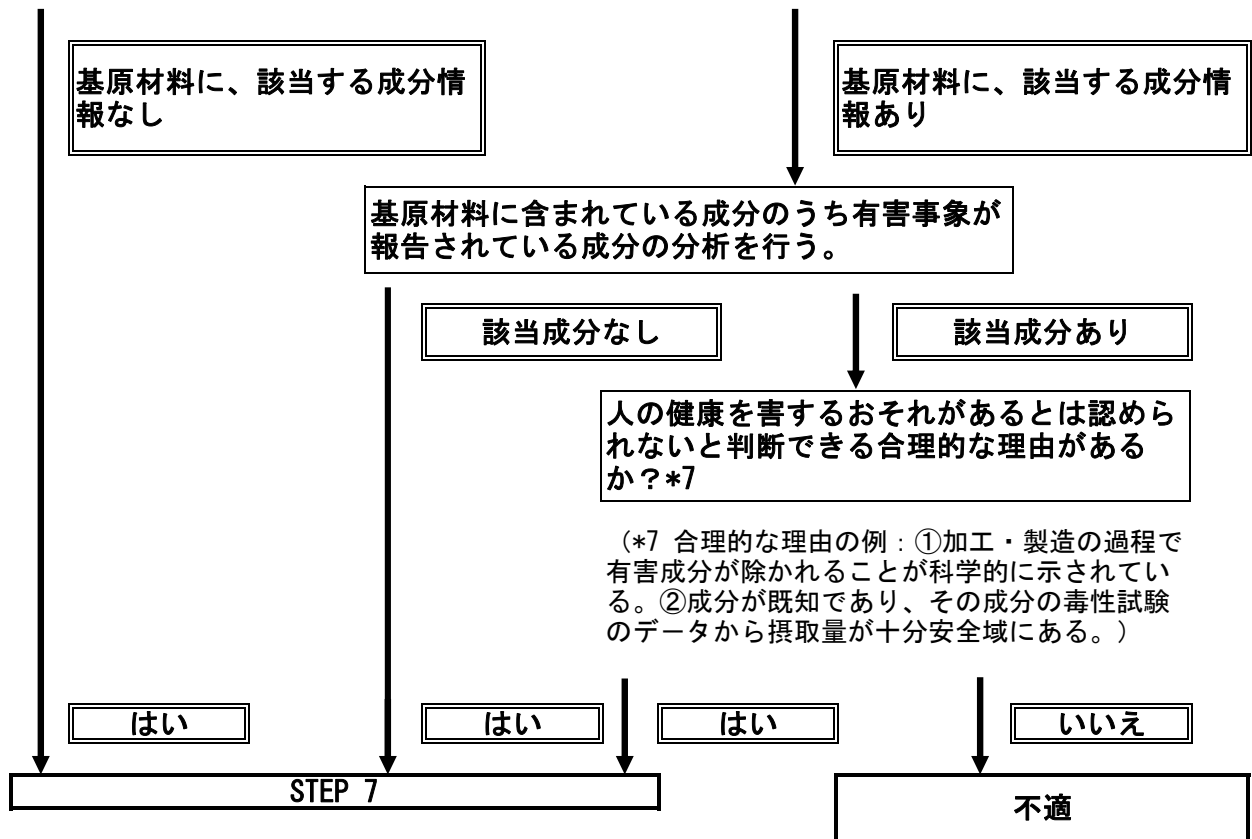 基原材料に、該当する成分情
報なし
基原材料に、該当する成分情
報あり
基原材料に含まれている成分のうち有害事象が
報告されている成分の分析を行う。
該当成分なし
該当成分あり
人の健康を害するおそれがあるとは認めら
れないと判断できる合理的な理由がある
か？*7
（*7 合理的な理由の例：①加工・製造の過程で
有害成分が除かれることが科学的に示されてい
る。②成分が既知であり、その成分の毒性試験
のデータから摂取量が十分安全域にある。）
はい
はい
はい
いいえ
STEP 7
不適